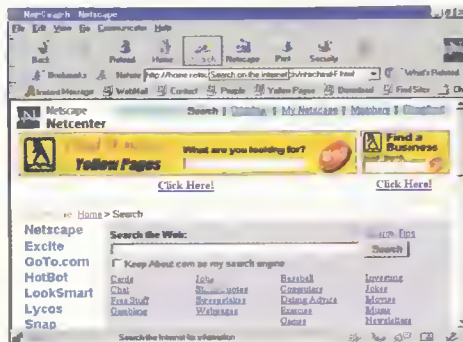 Netscape
File Edit View Go Communicator Help
Back Reload Home Search Netscape Print Security
Bookmarks Netsite http://home.netsc Search on the Internet What's Related
Instant Message WebMail Contact People Yellow Pages Download Find Sites
Netscape
Netcenter
Search | My Netscape | Members |
Yellow Pages
What are you looking for?
Find a
Business
Click Here!
Click Here!
Home > Search
Netscape
Excite
GoTo.com
HotBot
LookSmart
Lycos
Snap
Search the Web:
Tips
Search
Keep About.com as my search engine
Cards Jobs Baseball Investing
Chat Computers Jokes
Free Stuff Sweepstakes Dating Advice Movies
Gambling Webpages Exercise Music
Games Newsletters
Search the Internet for information